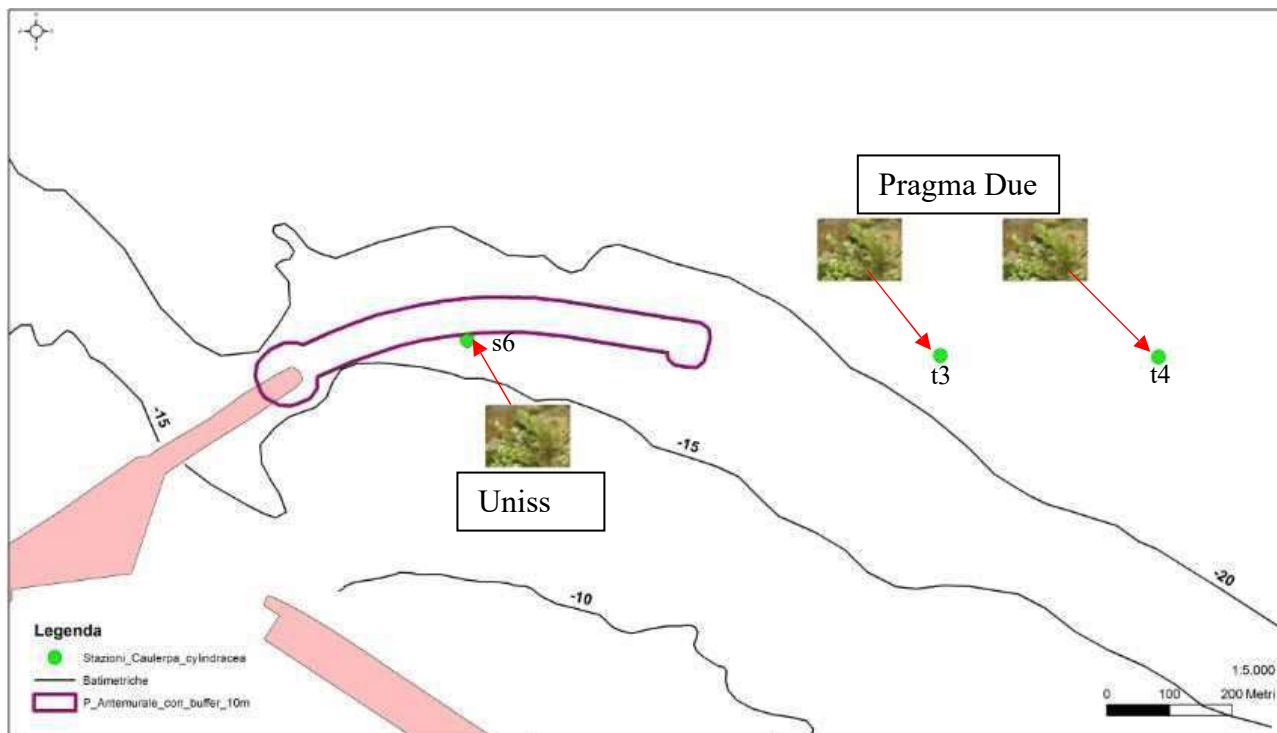 Pragma Due
s6
t3
t4
-15
-15
Uniss
-20
-10
Legenda
Stazioni_Caulerpa_cylindracea
Batimetriche
P_Antemurale_con_buffer_10m
1:5.000
0 100 200 Metri